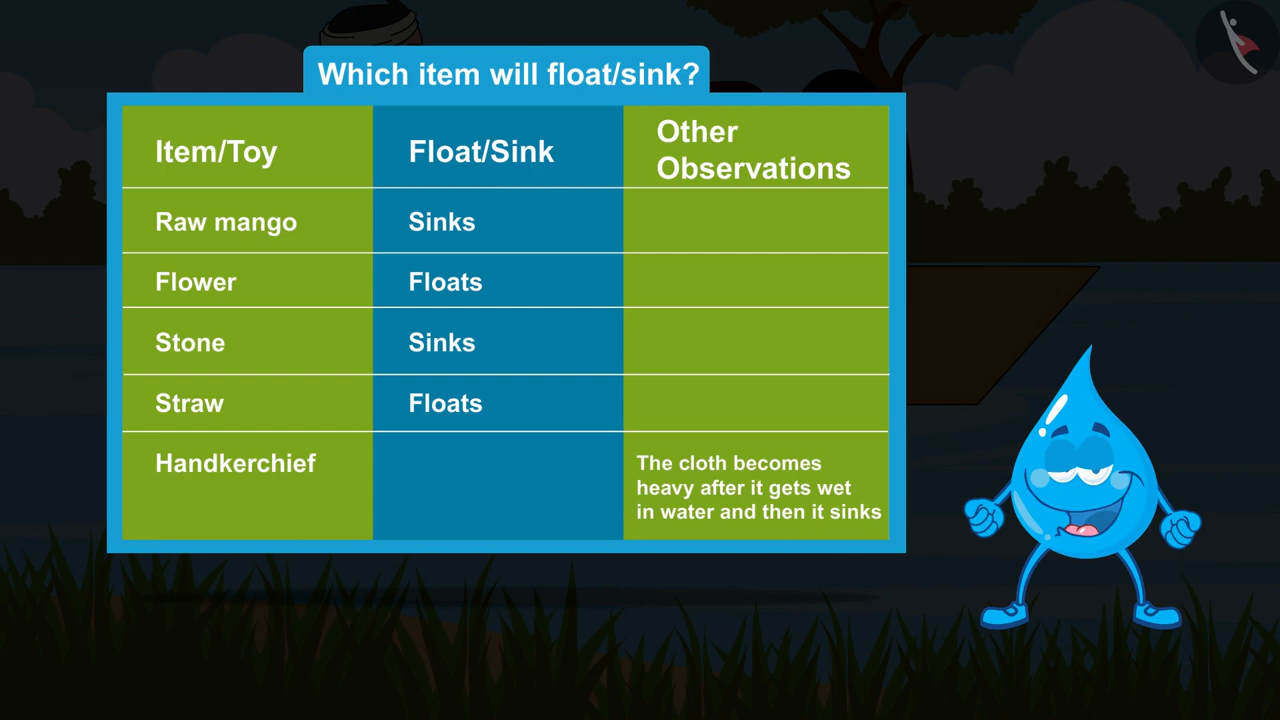 Which item will float/sink?
Item/Toy
Float/Sink
Other
Observations
Raw mango
Sinks
Flower
Floats
Stone
Sinks
Straw
Floats
Handkerchief
The cloth becomes
heavy after it gets wet
in water and then it sinks